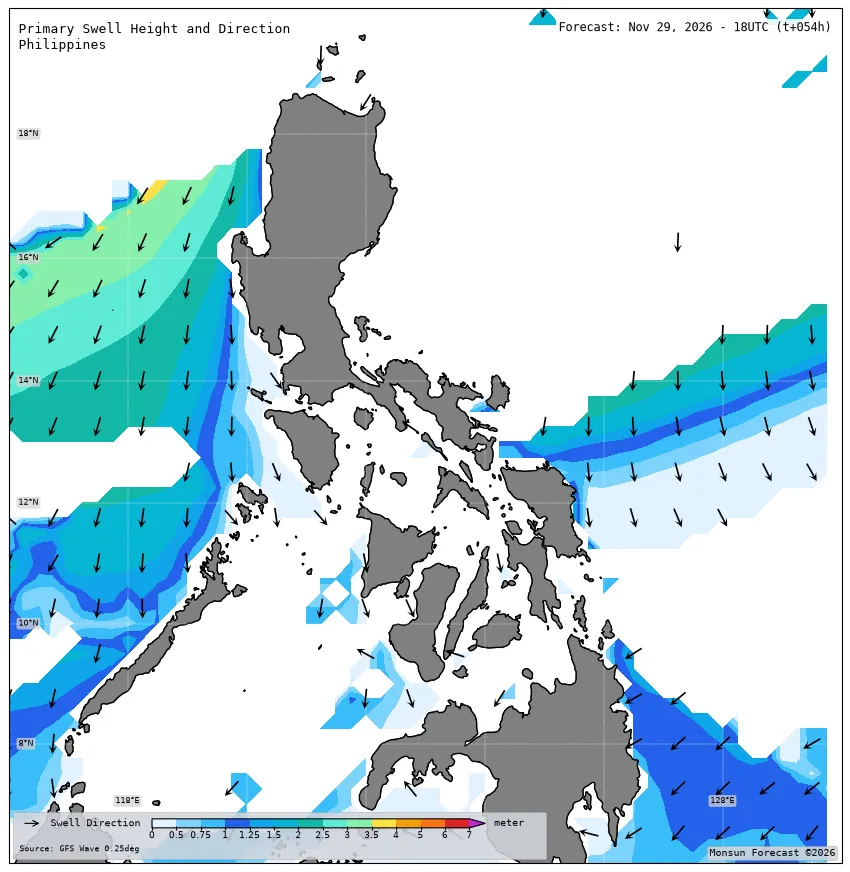 Primary Swell Height and Direction
Philippines
Forecast: Nov 29, 2026 - 18UTC (t+054h)
18°N
16°N
14°N
12°N
10°N
8°N
118°E
128°E
Swell Direction
0 0.5 0.75 1 1.25 1.5 2 2.5 3 3.5 4 5 6 7
meter
Source: GFS Wave 0.25deg
Monsun Forecast ©2026